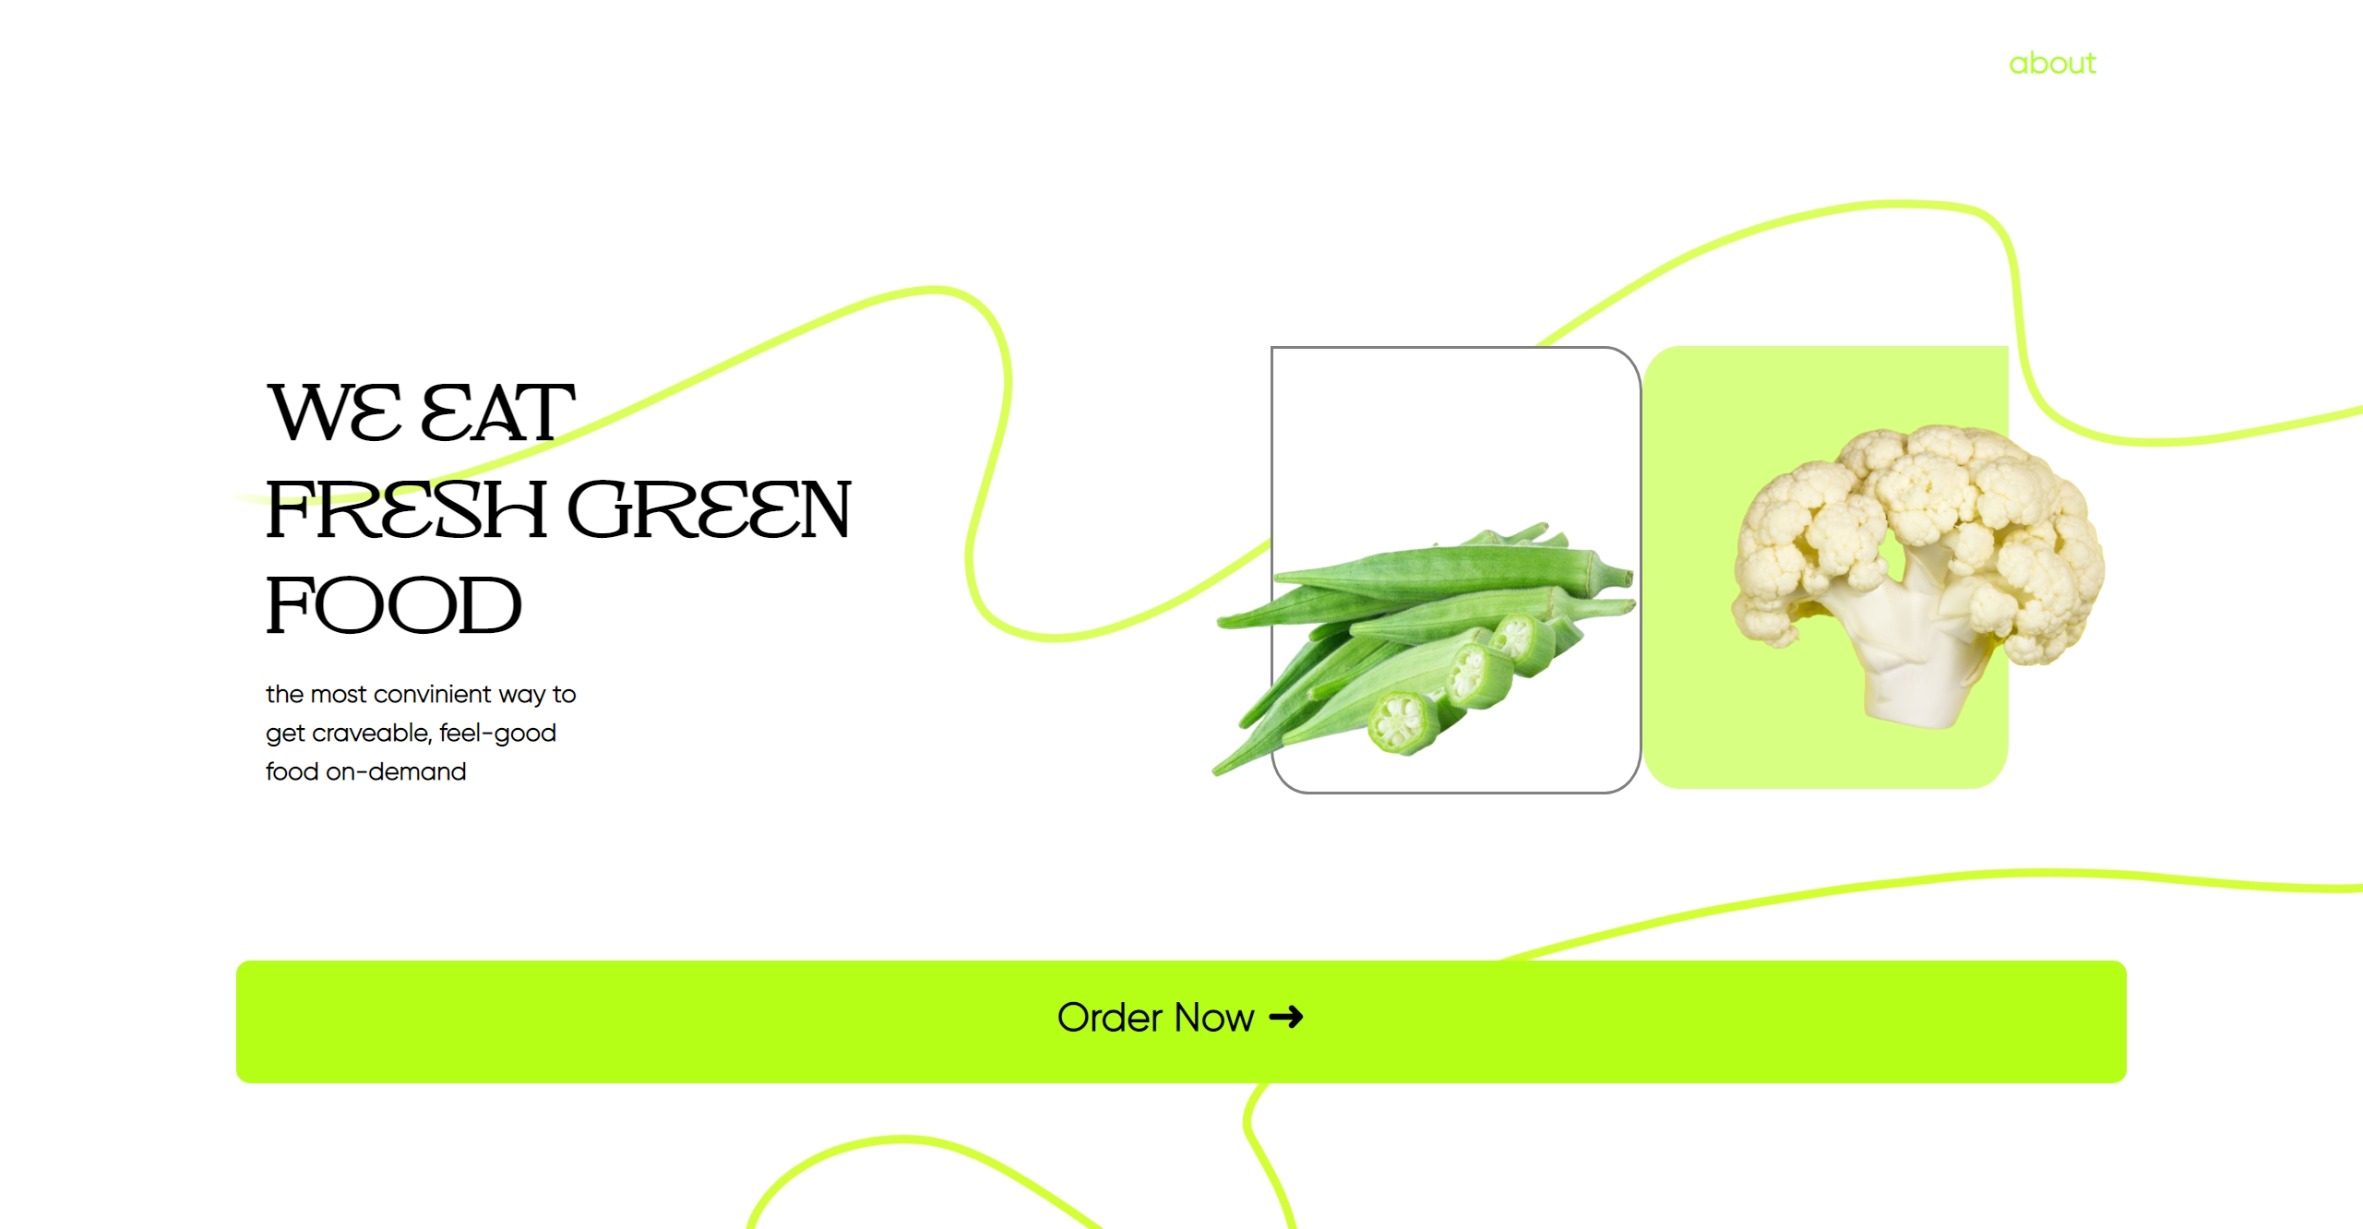 about
WE EAT
FRESH GREEN
FOOD
the most convinient way to
get craveable, feel-good
food on-demand
Order Now ➜